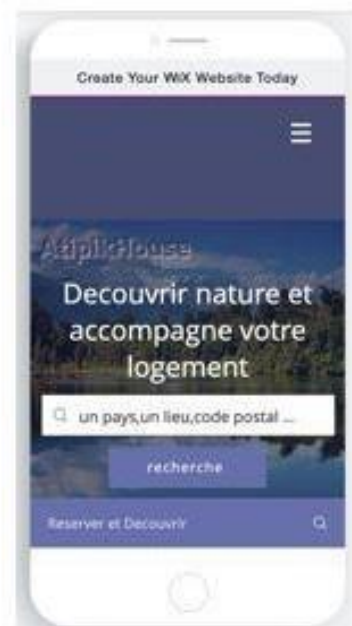 Create Your WiX Website Today
AtipikHouse
Decouvrir nature et
accompagne votre
logement
un pays,un lieu,code postal ...
recherche
Reserver et Decouvrir